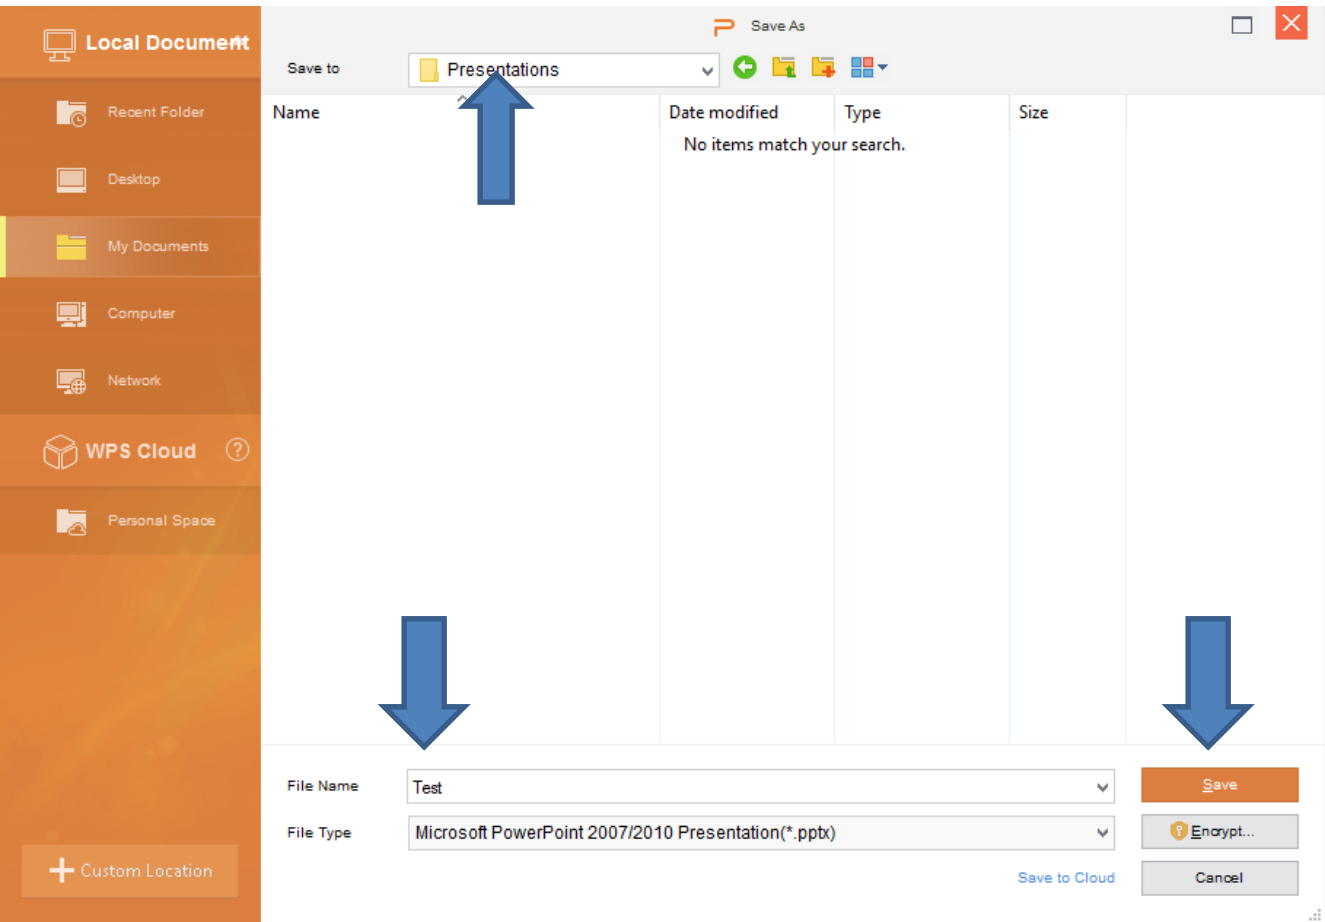 Local Document
Save As
Save to
Presentations
Recent Folder
Name
Date modified
Type
Size
No items match your search.
Desktop
My Documents
Computer
Network
WPS Cloud ?
Personal Space
File Name
Test
Save
File Type
Microsoft PowerPoint 2007/2010 Presentation(*.pptx)
Encrypt...
Custom Location
Save to Cloud
Cancel